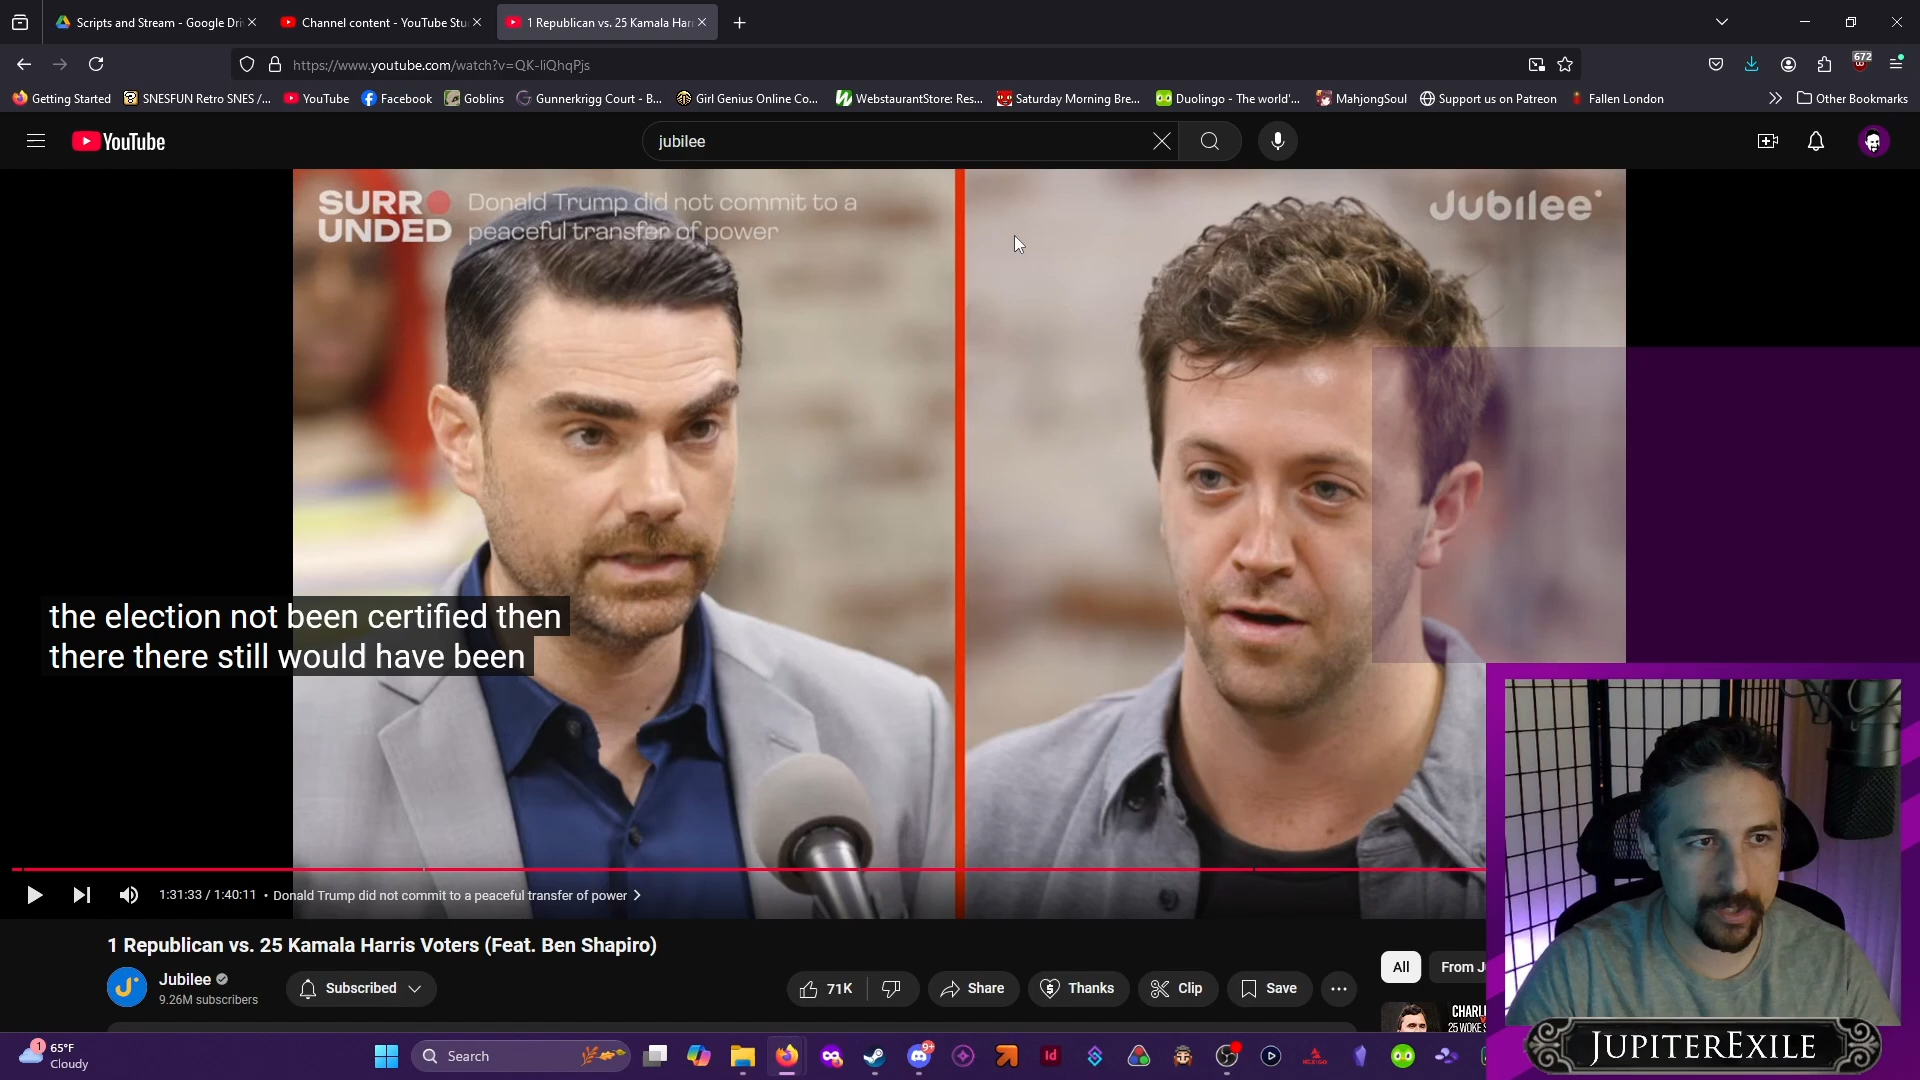 Scripts and Stream - Google Dri
Channel content - YouTube Stu
1 Republican vs. 25 Kamala Har
https://www.youtube.com/watch?v=QK-liQhqPjs
672
Getting Started
SNESFUN Retro SNES /...
YouTube
Facebook
Goblins
Gunnerkrigg Court - B...
Girl Genius Online Co...
WebstaurantStore: Res...
Saturday Morning Bre...
Duolingo - The world'...
MahjongSoul
Support us on Patreon
Fallen London
Other Bookmarks
YouTube
jubilee
SURR UNDED
Donald Trump did not commit to a
peaceful transfer of power
Jubilee
the election not been certified then
there there still would have been
1:31:33 / 1:40:11 • Donald Trump did not commit to a peaceful transfer of power
1 Republican vs. 25 Kamala Harris Voters (Feat. Ben Shapiro)
Jubilee
9.26M subscribers
Subscribed
71K
Share
Thanks
Clip
Save
All
From J
CHARLI
25 WOKE S
1
65°F
Cloudy
Search
9+
Id
JUPITEREXILE